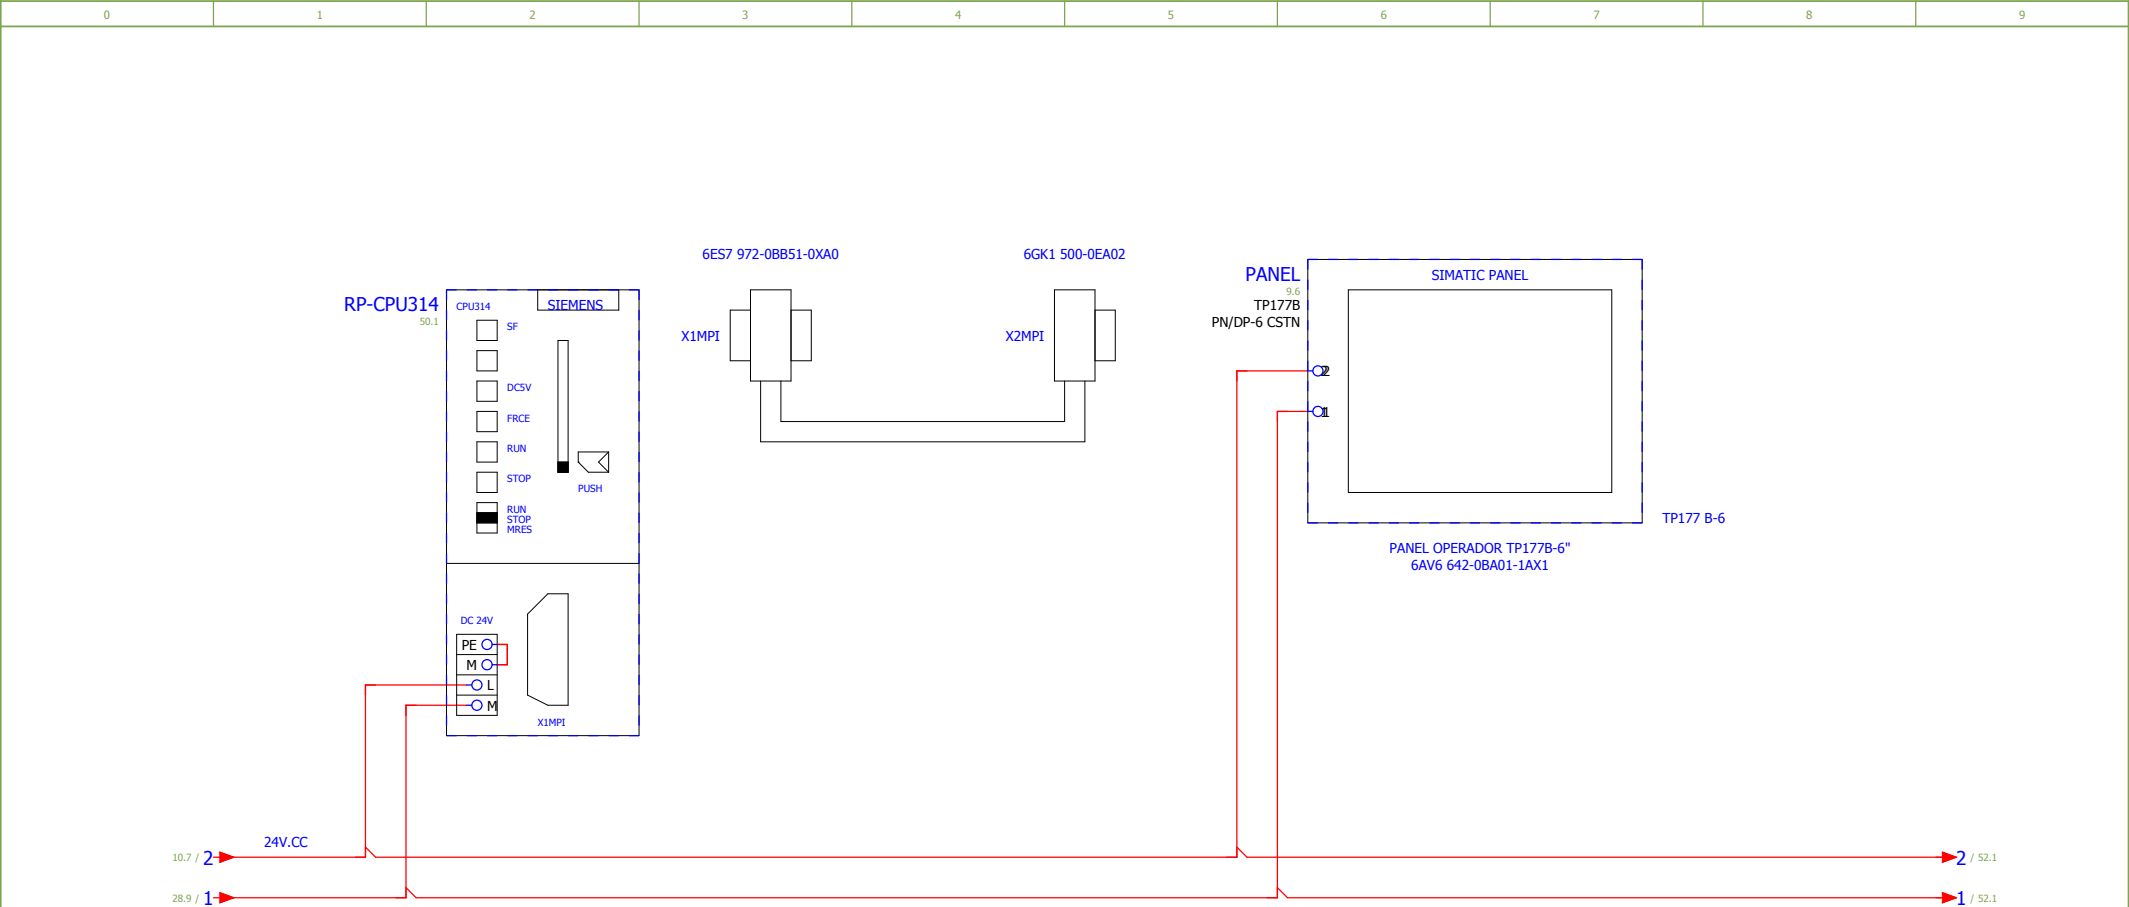 0 1 2 3 4 5 6 7 8 9
6ES7 972-0BB51-0XA0
6GK1 500-0EA02
PANEL
9.6
TP177B
PN/DP-6 CSTN
SIMATIC PANEL
RP-CPU314
50.1
CPU314
SIEMENS
SF
DC5V
FRCE
RUN
STOP
RUN
STOP
MRES
PUSH
X1MPI
X2MPI
2
1
TP177 B-6
PANEL OPERADOR TP177B-6"
6AV6 642-0BA01-1AX1
DC 24V
PE
M
L
M
X1MPI
24V.CC
10.7 / 2
2 / 52.1
28.9 / 1
1 / 52.1